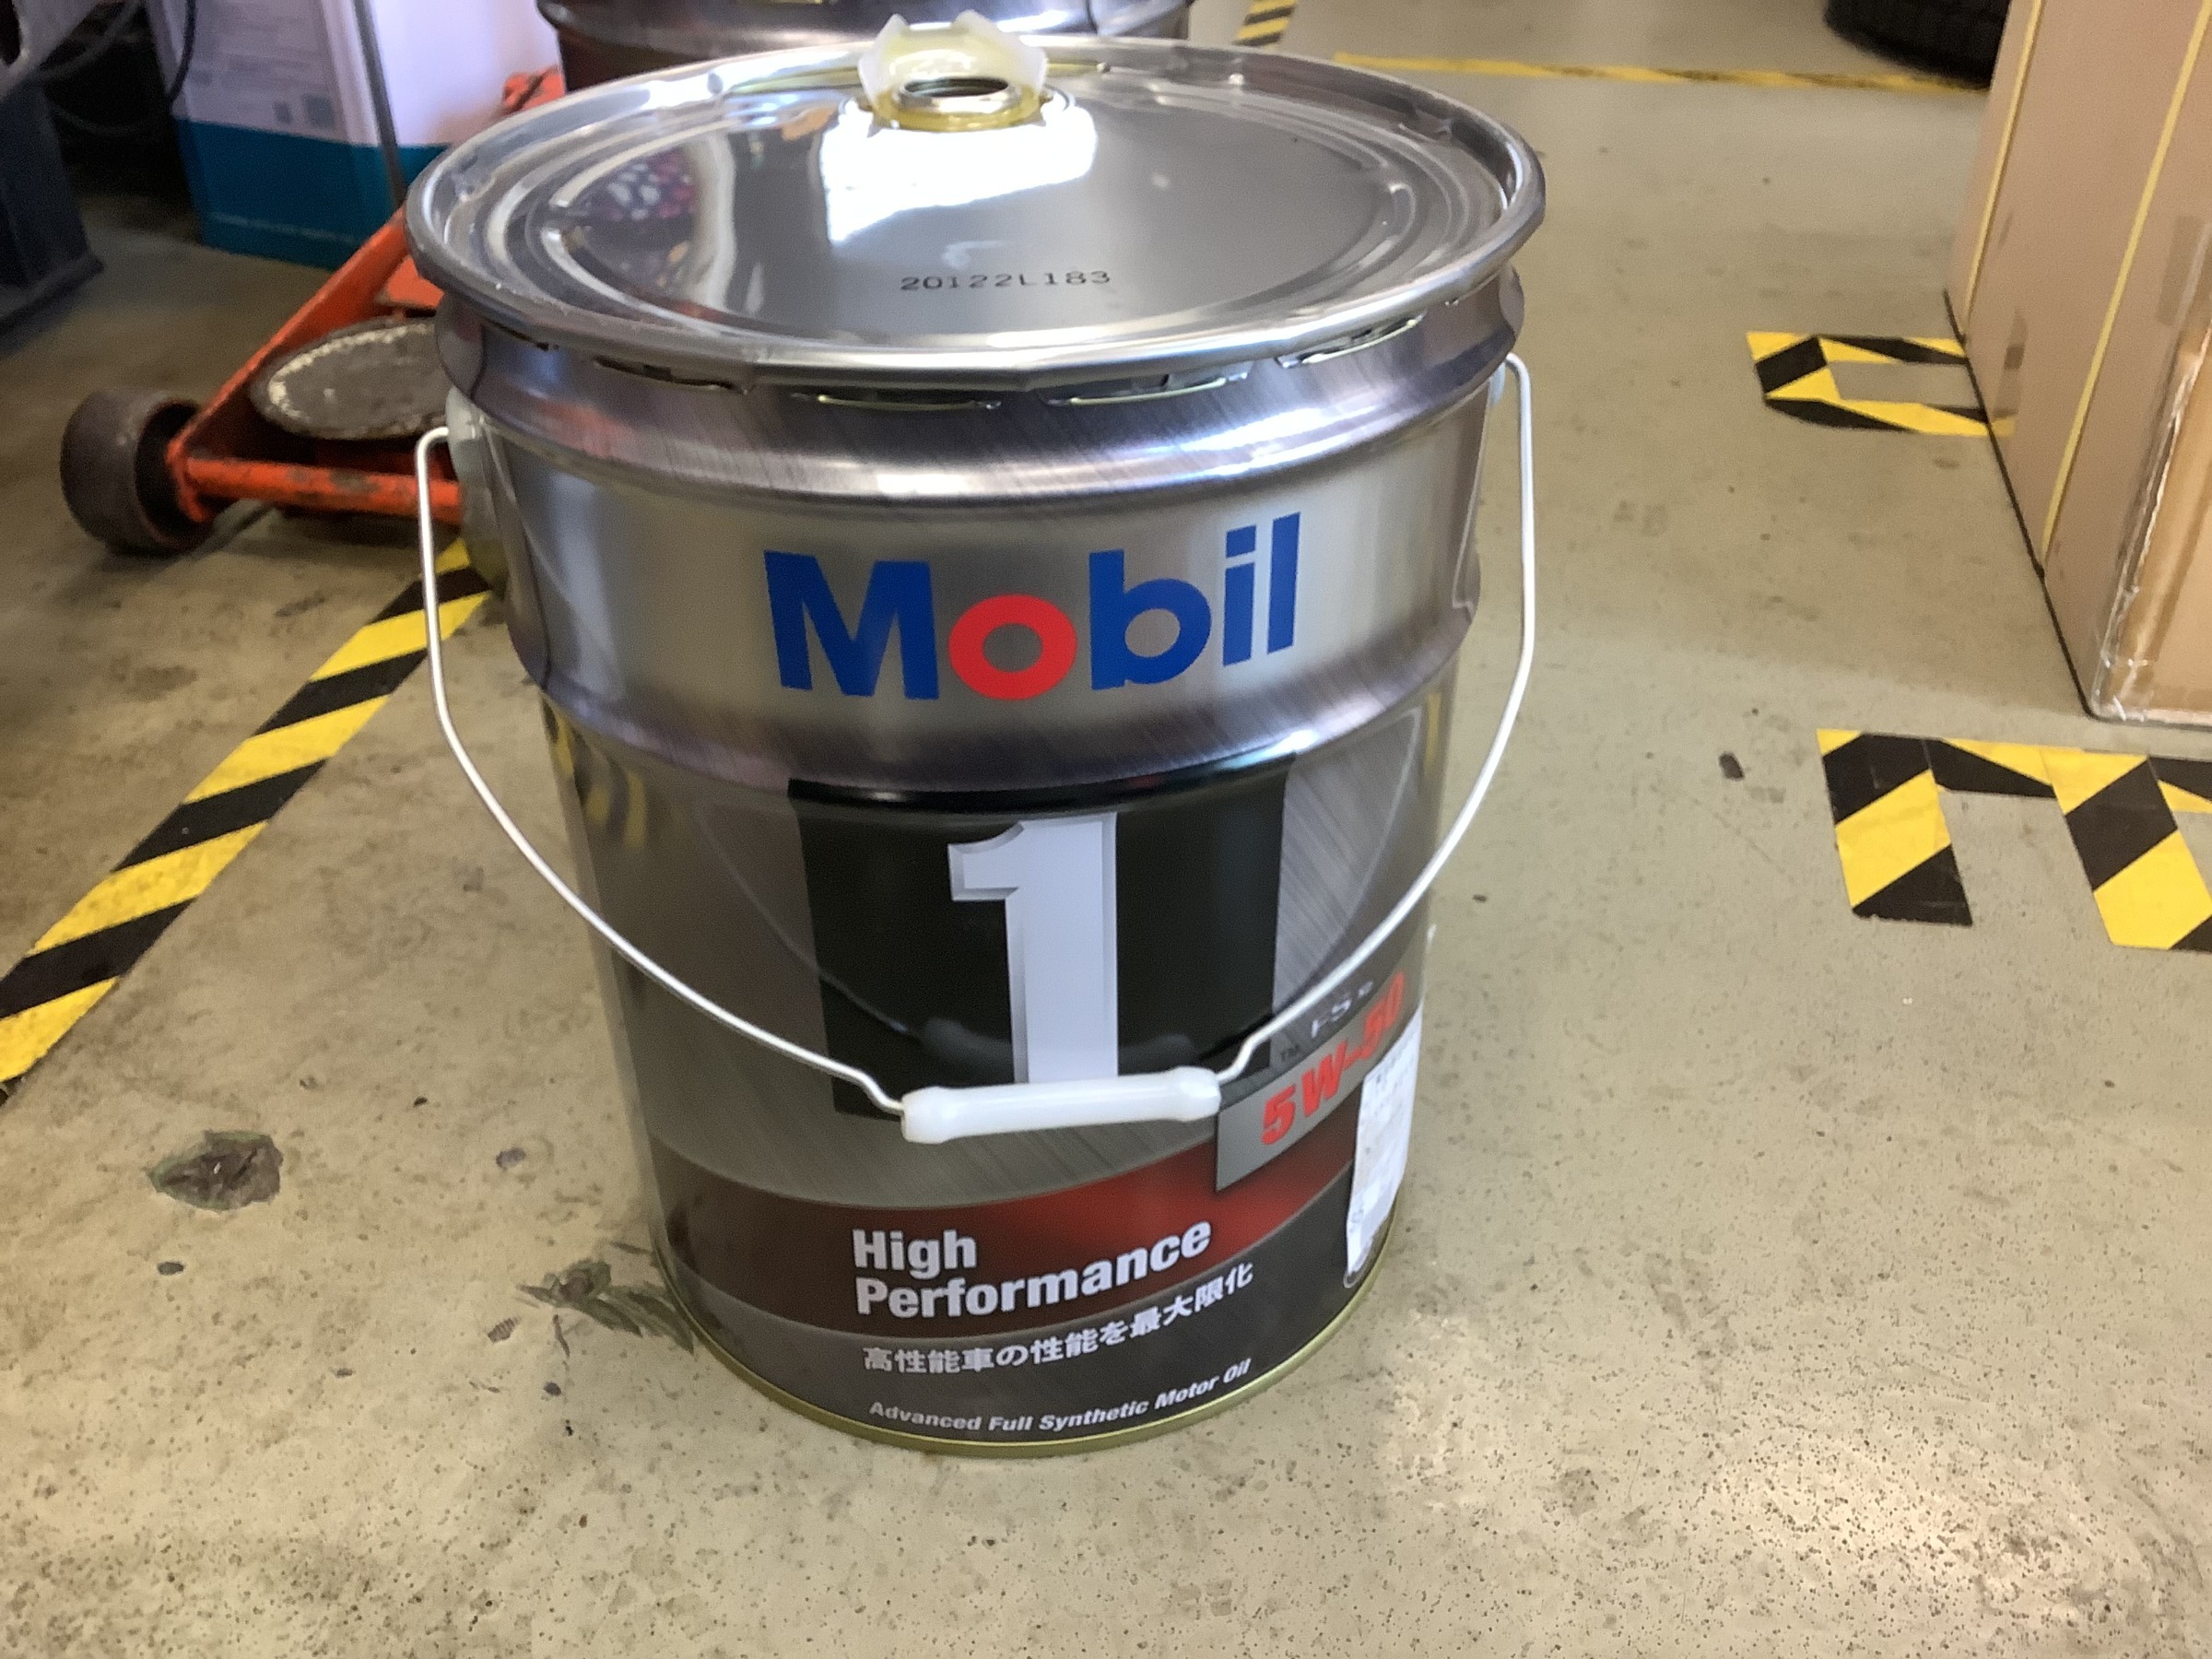 20122L183
Mobil
1
TM FS
5W-50
High
Performance
高性能車の性能を最大限化
Advanced Full Synthetic Motor Oil